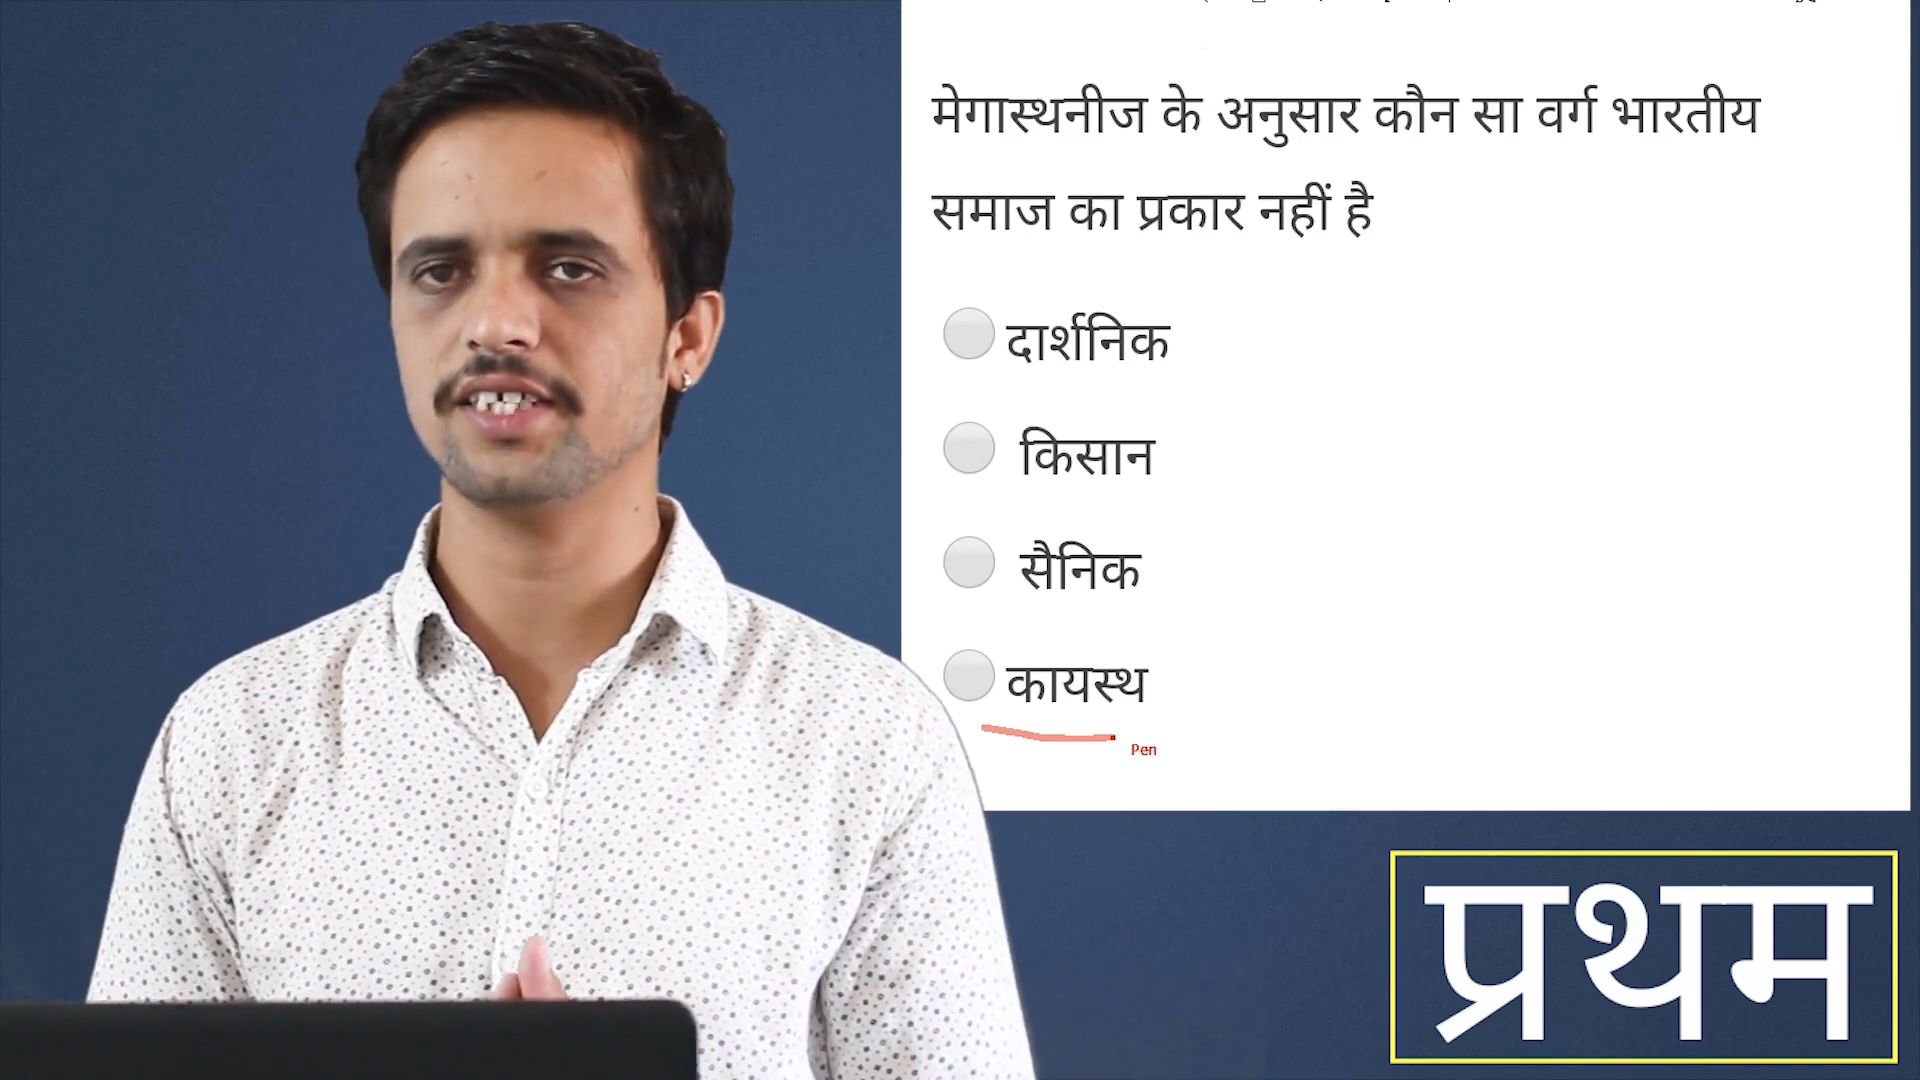 मेगास्थनीज के अनुसार कौन सा वर्ग भारतीय
समाज का प्रकार नहीं है
दार्शनिक
किसान
सैनिक
कायस्थ
Pen
प्रथम